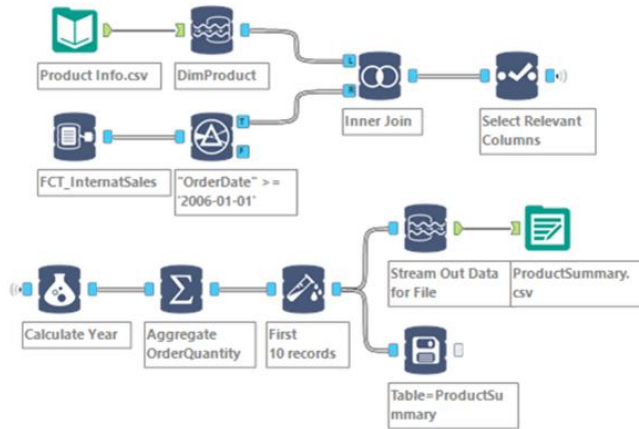 Product Info.csv
DimProduct
L
R
Inner Join
Select Relevant
Columns
T
F
FCT_InternatSales
"OrderDate" >=
'2006-01-01'
Calculate Year
Aggregate
OrderQuantity
First
10 records
Stream Out Data
for File
ProductSummary.
csv
Table=ProductSu
mmary